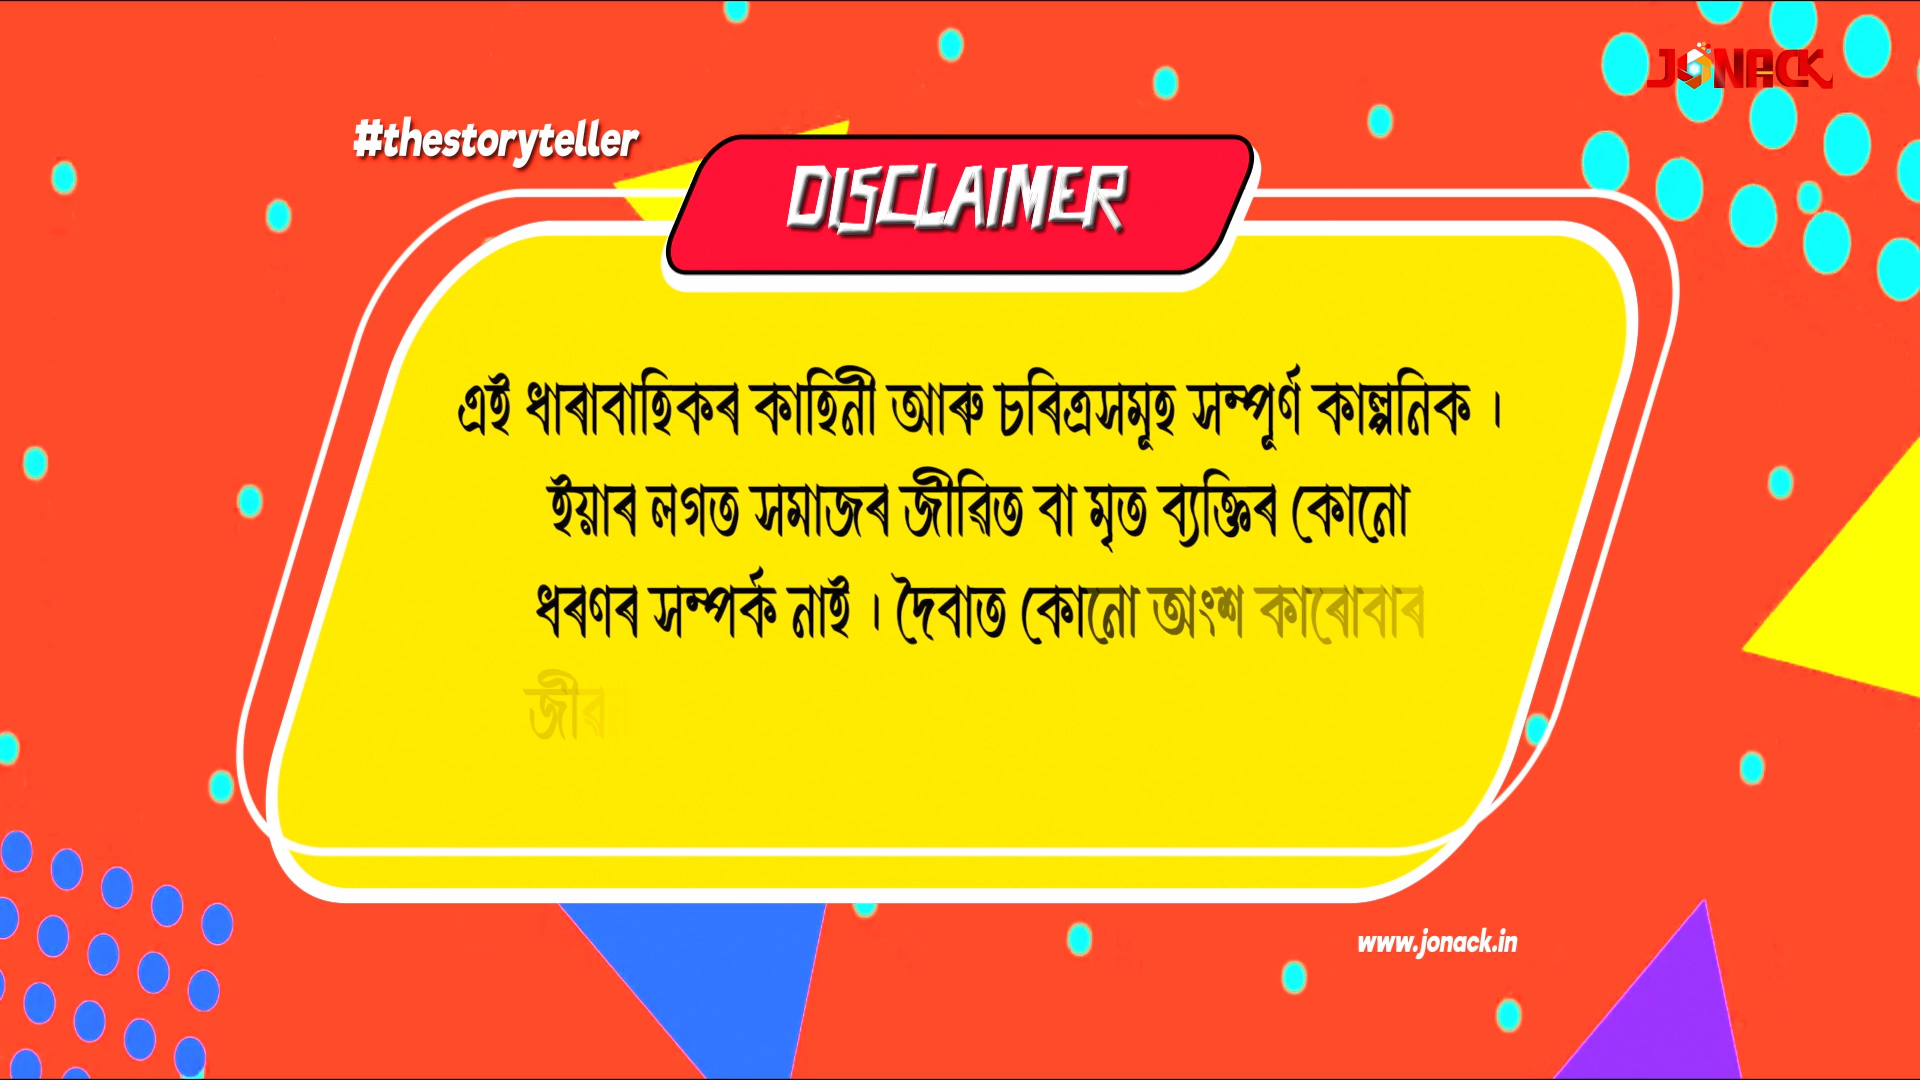 JONACK
#thestoryteller
DISCLAIMER
এই ধাৰাবাহিকৰ কাহিনী আৰু চৰিত্ৰসমূহ সম্পূৰ্ণ কাল্পনিক ।
ইয়াৰ লগত সমাজৰ জীৱিত বা মৃত ব্যক্তিৰ কোনো
ধৰণৰ সম্পৰ্ক নাই । দৈবাত কোনো অংশ কাৰোবাৰ
www.jonack.in